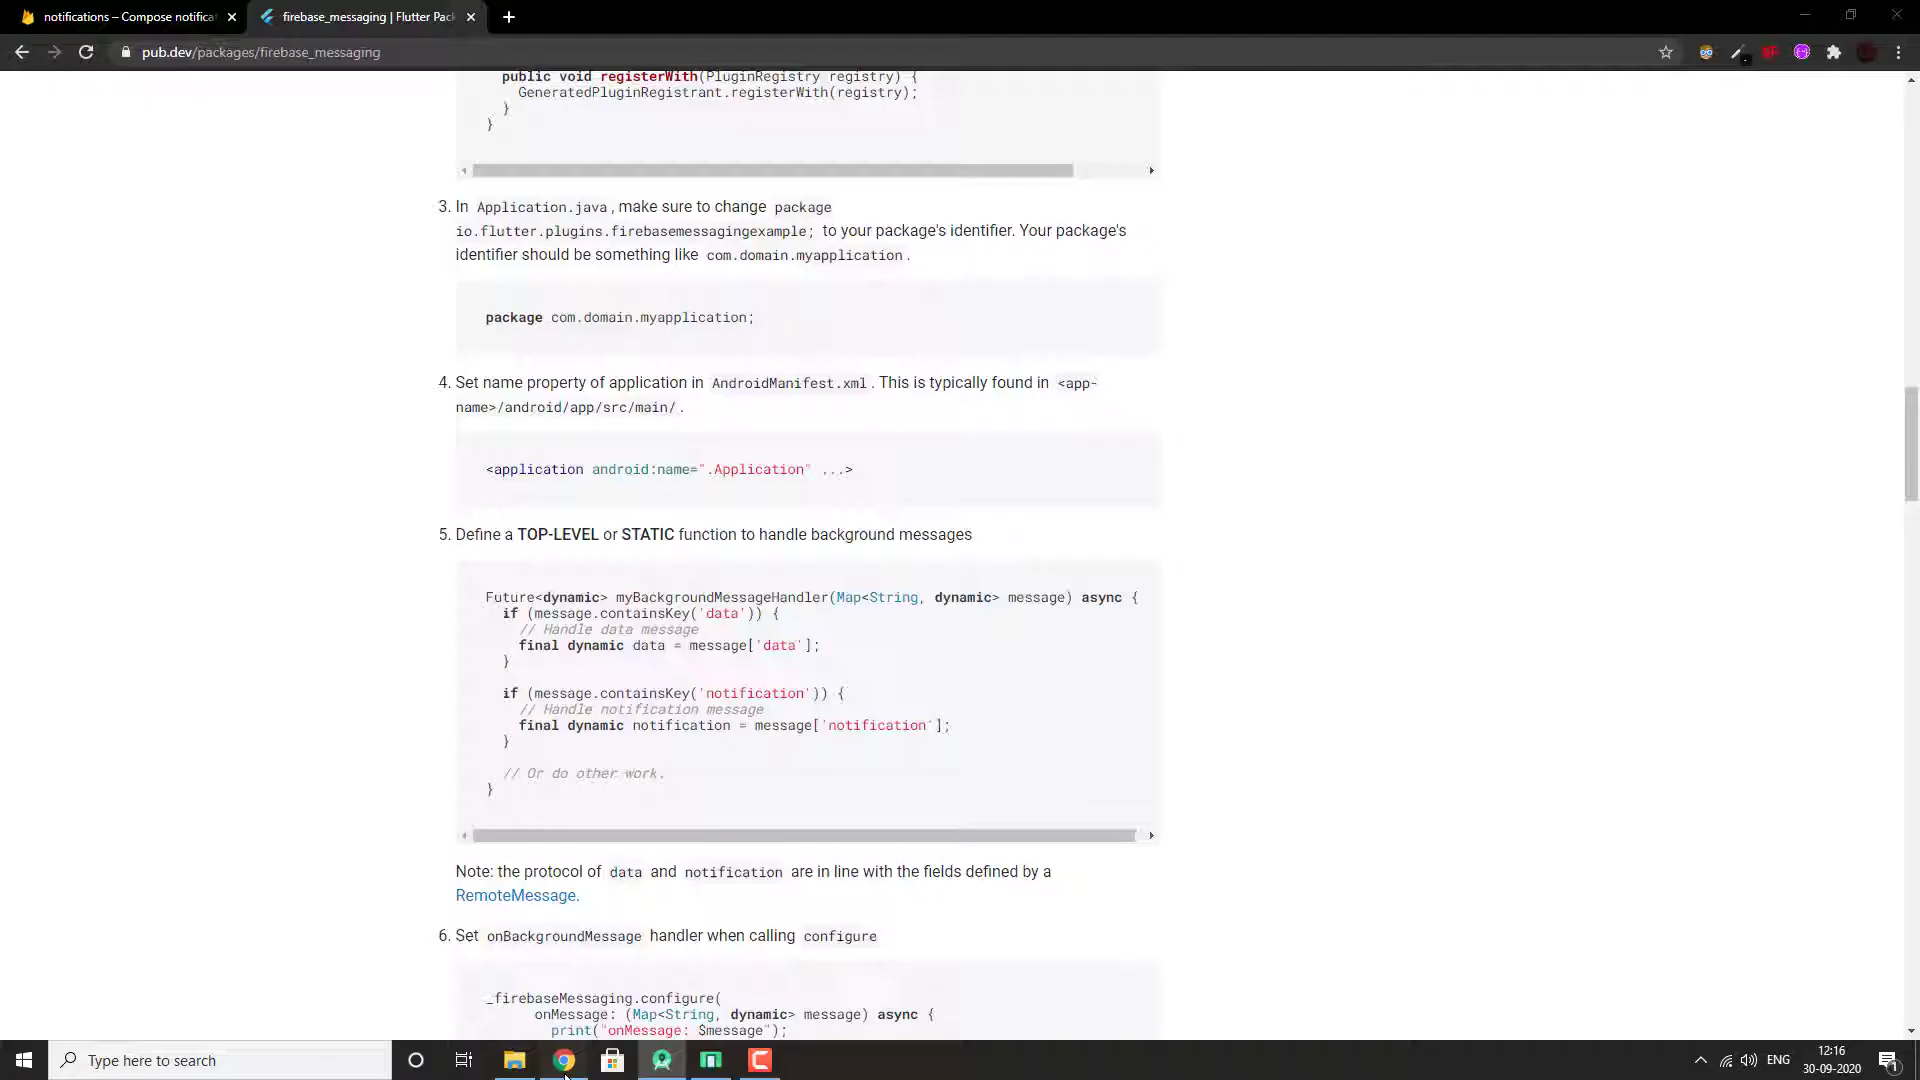 notifications – Compose notificat
firebase_messaging | Flutter Pack
pub.dev/packages/firebase_messaging
public void registerWith(PluginRegistry registry) {
GeneratedPluginRegistrant.registerWith(registry);
}
}
3. In Application.java, make sure to change package
io.flutter.plugins.firebasemessagingexample; to your package's identifier. Your package's
identifier should be something like com.domain.myapplication.
package com.domain.myapplication;
4. Set name property of application in AndroidManifest.xml. This is typically found in <app-
name>/android/app/src/main/.
<application android:name=".Application" ...>
5. Define a TOP-LEVEL or STATIC function to handle background messages
Future<dynamic> myBackgroundMessageHandler(Map<String, dynamic> message) async {
if (message.containsKey('data')) {
// Handle data message
final dynamic data = message['data'];
}
if (message.containsKey('notification')) {
// Handle notification message
final dynamic notification = message['notification'];
}
// Or do other work.
}
Note: the protocol of data and notification are in line with the fields defined by a
RemoteMessage.
6. Set onBackgroundMessage handler when calling configure
_firebaseMessaging.configure(
onMessage: (Map<String, dynamic> message) async {
print("onMessage: $message");
Type here to search
ENG
12:16
30-09-2020
1